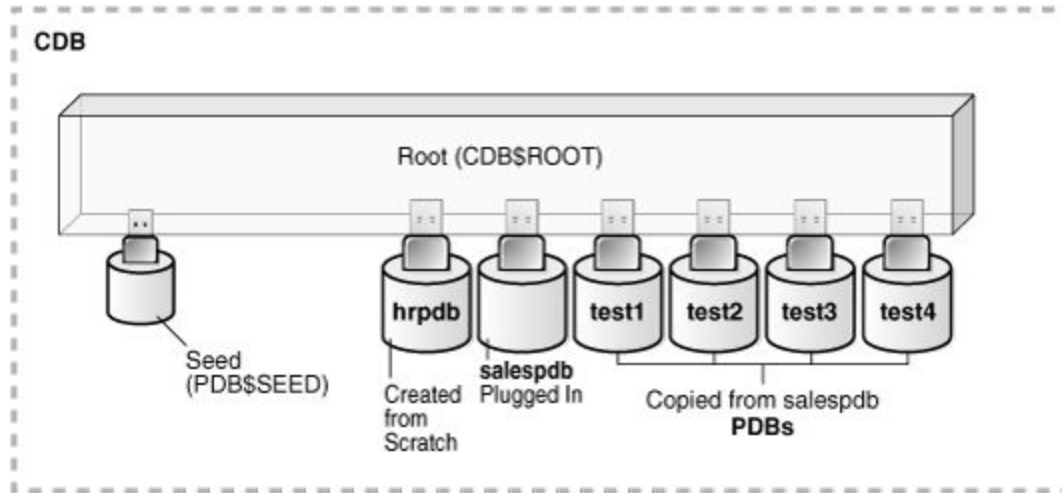 CDB
Root (CDB$ROOT)
hrpdb
test1
test2
test3
test4
Seed
(PDB$SEED)
Created
from
Scratch
salespdb
Plugged In
Copied from salespdb
PDBs